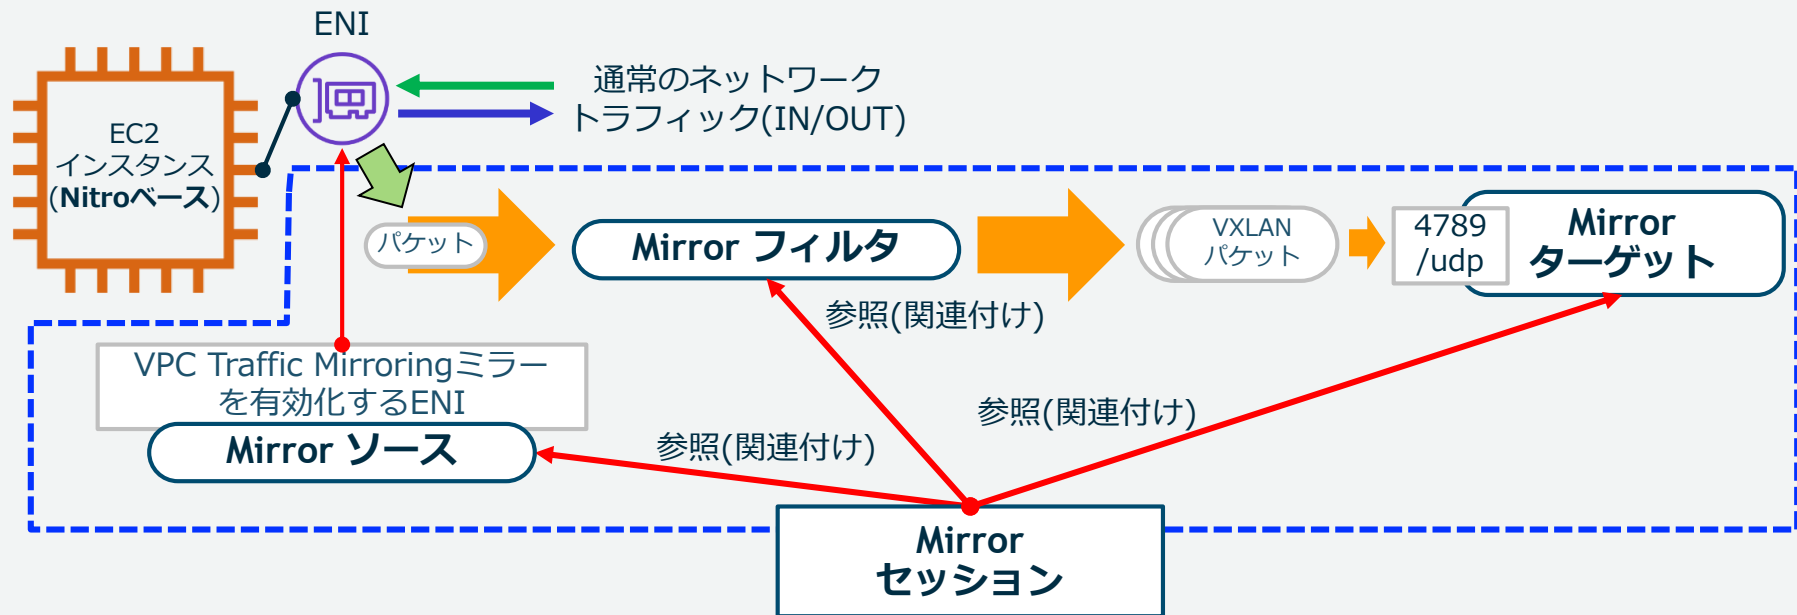 ENI
通常のネットワーク
トラフィック(IN/OUT)
EC2
インスタンス
(Nitroベース)
パケット
Mirror フィルタ
VXLAN
パケット
4789
/udp
Mirror
ターゲット
参照(関連付け)
VPC Traffic Mirroringミラー
を有効化するENI
Mirror ソース
参照(関連付け)
参照(関連付け)
Mirror
セッション